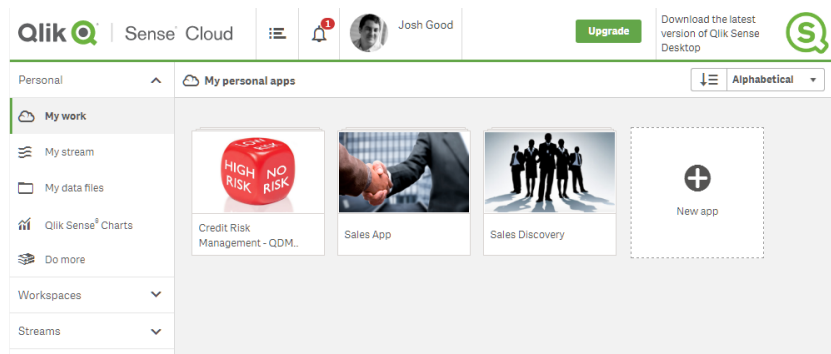 Qlik Q Sense® Cloud
1
Josh Good
Upgrade
Download the latest
version of Qlik Sense
Desktop
S
Personal
My work
My stream
My data files
Qlik Sense® Charts
Do more
Workspaces
Streams
My personal apps
Alphabetical
LOW
RISK
HIGH
RISK
NO
RISK
Credit Risk
Management - QDM..
Sales App
Sales Discovery
New app